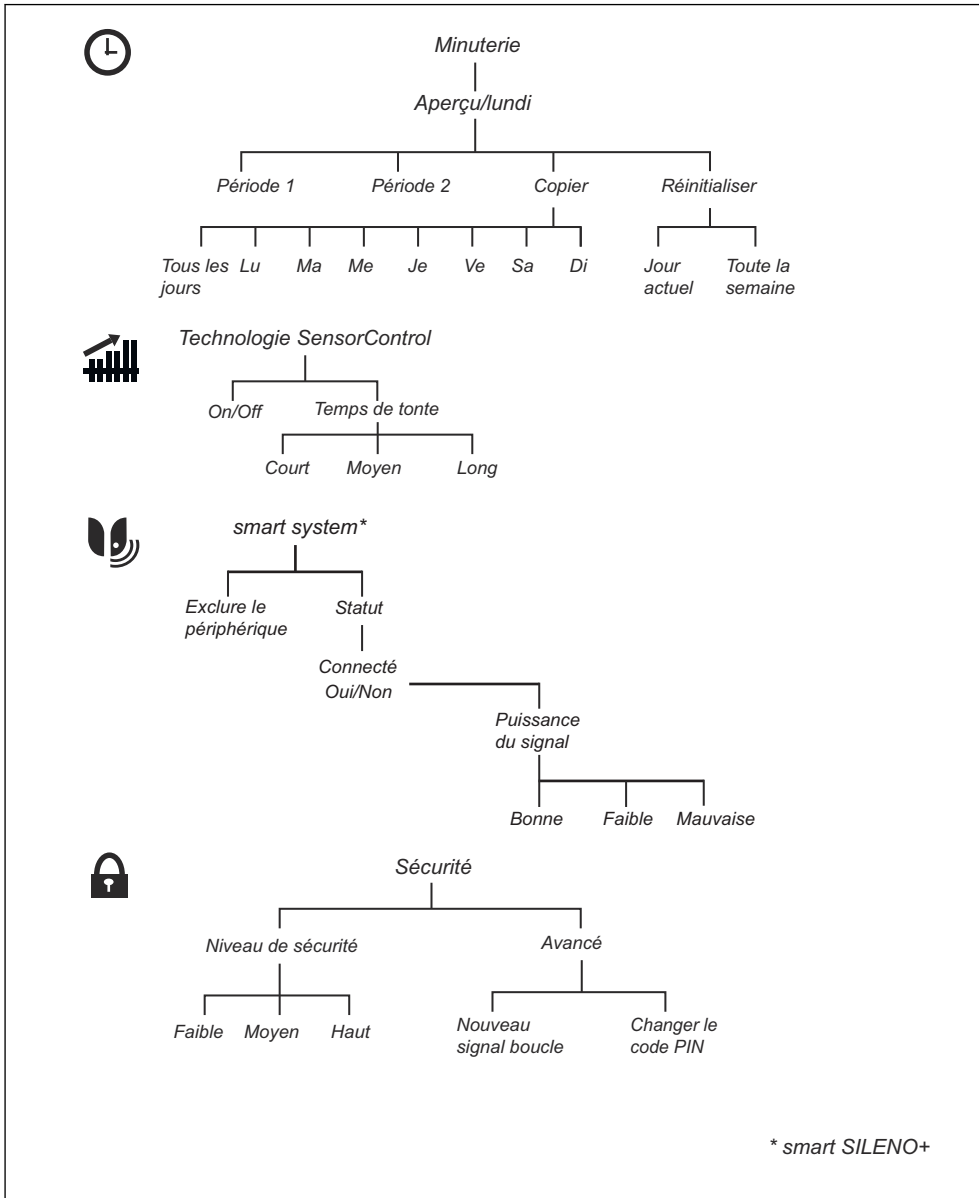 Minuterie
Aperçu/lundi
Période 1 Période 2 Copier Réinitialiser
Tous les Lu Ma Me Je Ve Sa Di Jour Toute la
jours actuel semaine
Technologie SensorControl
On/Off Temps de tonte
Court Moyen Long
smart system*
Exclure le Statut
périphérique
Connecté
Oui/Non
Puissance
du signal
Bonne Faible Mauvaise
Sécurité
Niveau de sécurité Avancé
Faible Moyen Haut Nouveau Changer le
signal boucle code PIN
* smart SILENO+